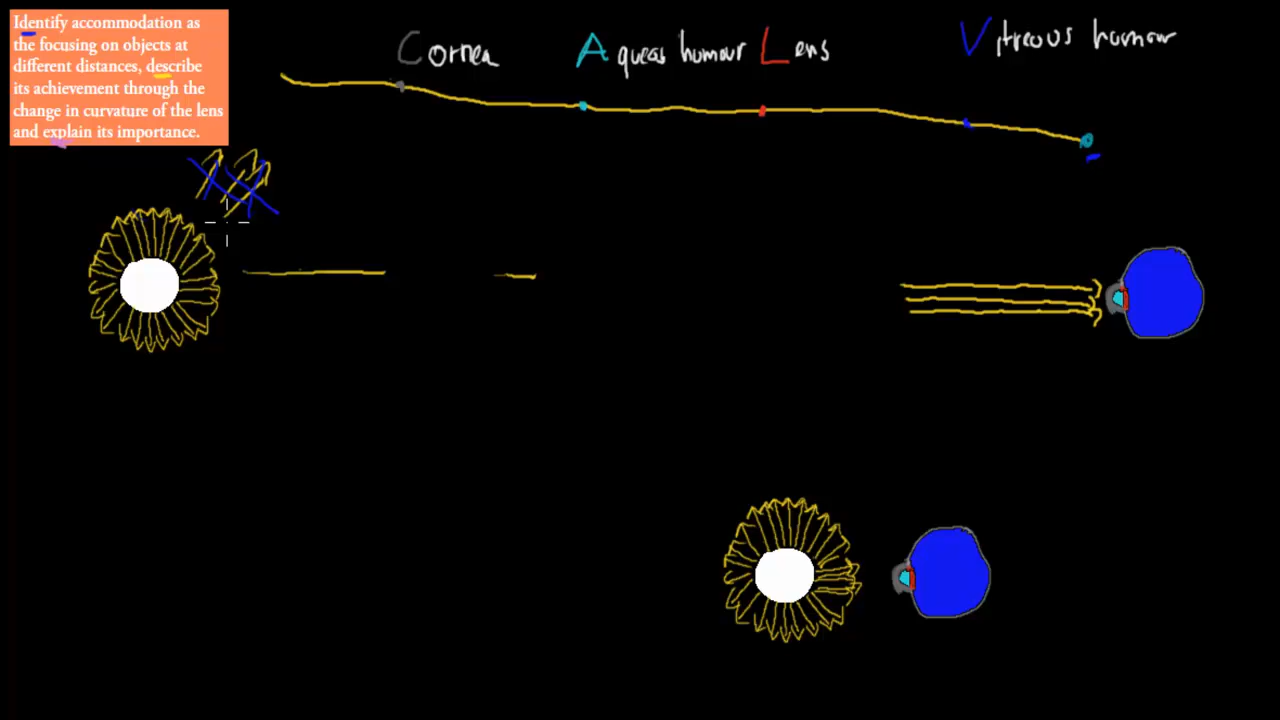 Identify accommodation as
the focusing on objects at
different distances, describe
its achievement through the
change in curvature of the lens
and explain its importance.
Cornea Aqueas humour Lens Vitreous humour